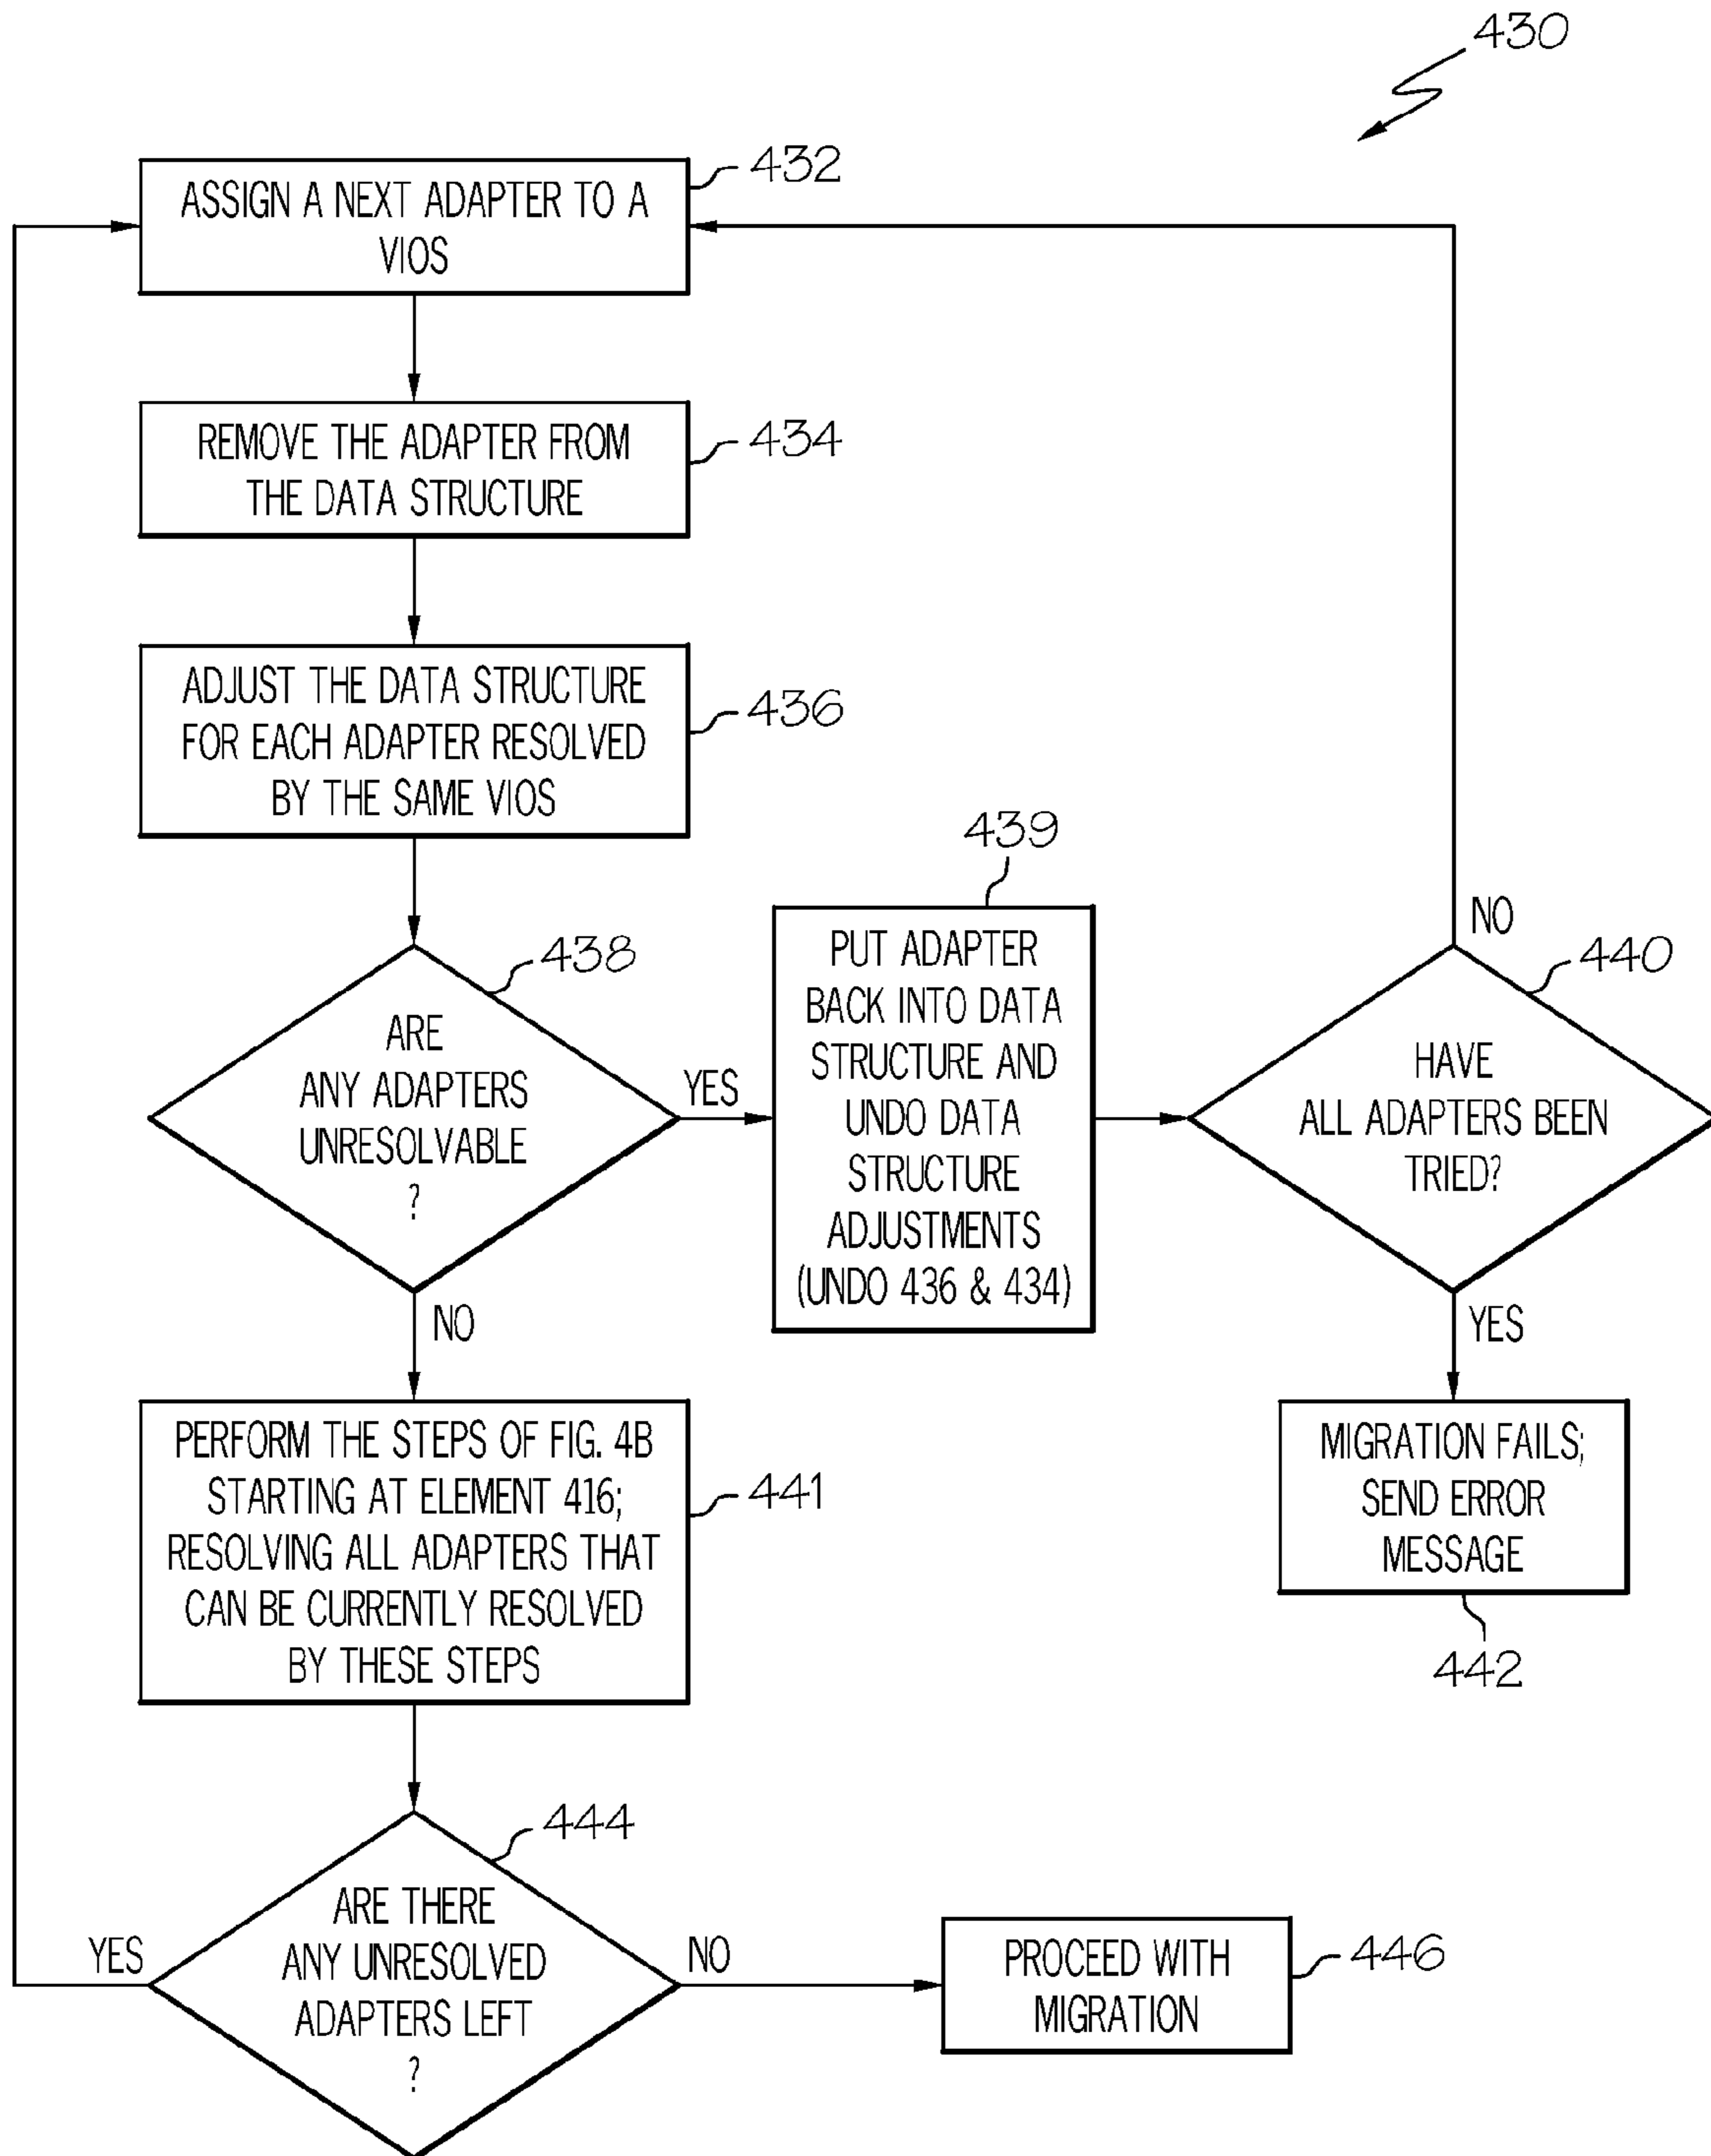 430
432
ASSIGN A NEXT ADAPTER TO A
VIOS
434
REMOVE THE ADAPTER FROM
THE DATA STRUCTURE
436
ADJUST THE DATA STRUCTURE
FOR EACH ADAPTER RESOLVED
BY THE SAME VIOS
438
ARE
ANY ADAPTERS
UNRESOLVABLE
?
YES
NO
439
PUT ADAPTER
BACK INTO DATA
STRUCTURE AND
UNDO DATA
STRUCTURE
ADJUSTMENTS
(UNDO 436 & 434)
NO
440
HAVE
ALL ADAPTERS BEEN
TRIED?
YES
MIGRATION FAILS;
SEND ERROR
MESSAGE
442
PERFORM THE STEPS OF FIG. 4B
STARTING AT ELEMENT 416;
RESOLVING ALL ADAPTERS THAT
CAN BE CURRENTLY RESOLVED
BY THESE STEPS
441
444
ARE THERE
ANY UNRESOLVED
ADAPTERS LEFT
?
YES
NO
PROCEED WITH
MIGRATION
446